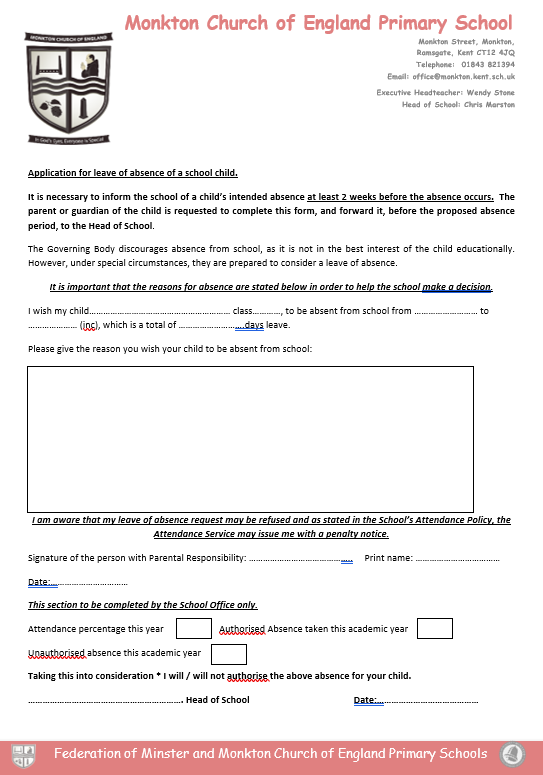 Monkton Church of England Primary School
MONKTON CHURCH OF ENGLAND
Monkton Street, Monkton,
Ramsgate, Kent CT12 4JQ
Telephone: 01843 821394
Email: office@monkton.kent.sch.uk
Executive Headteacher: Wendy Stone
Head of School: Chris Marston
In God's Eyes, Everyone is Special
Application for leave of absence of a school child.
It is necessary to inform the school of a child's intended absence at least 2 weeks before the absence occurs. The
parent or guardian of the child is requested to complete this form, and forward it, before the proposed absence
period, to the Head of School.
The Governing Body discourages absence from school, as it is not in the best interest of the child educationally.
However, under special circumstances, they are prepared to consider a leave of absence.
It is important that the reasons for absence are stated below in order to help the school make a decision.
I wish my child………………………………………… class………., to be absent from school from …………………… to
……………… (inc), which is a total of …………………….days leave.
Please give the reason you wish your child to be absent from school:
I am aware that my leave of absence request may be refused and as stated in the School's Attendance Policy, the
Attendance Service may issue me with a penalty notice.
Signature of the person with Parental Responsibility: ………………………………….. Print name: …………………………
Date:………………………
This section to be completed by the School Office only.
Attendance percentage this year Authorised Absence taken this academic year
Unauthorised absence this academic year
Taking this into consideration * I will / will not authorise the above absence for your child.
……………………………………………. Head of School Date:……………………………
Federation of Minster and Monkton Church of England Primary Schools